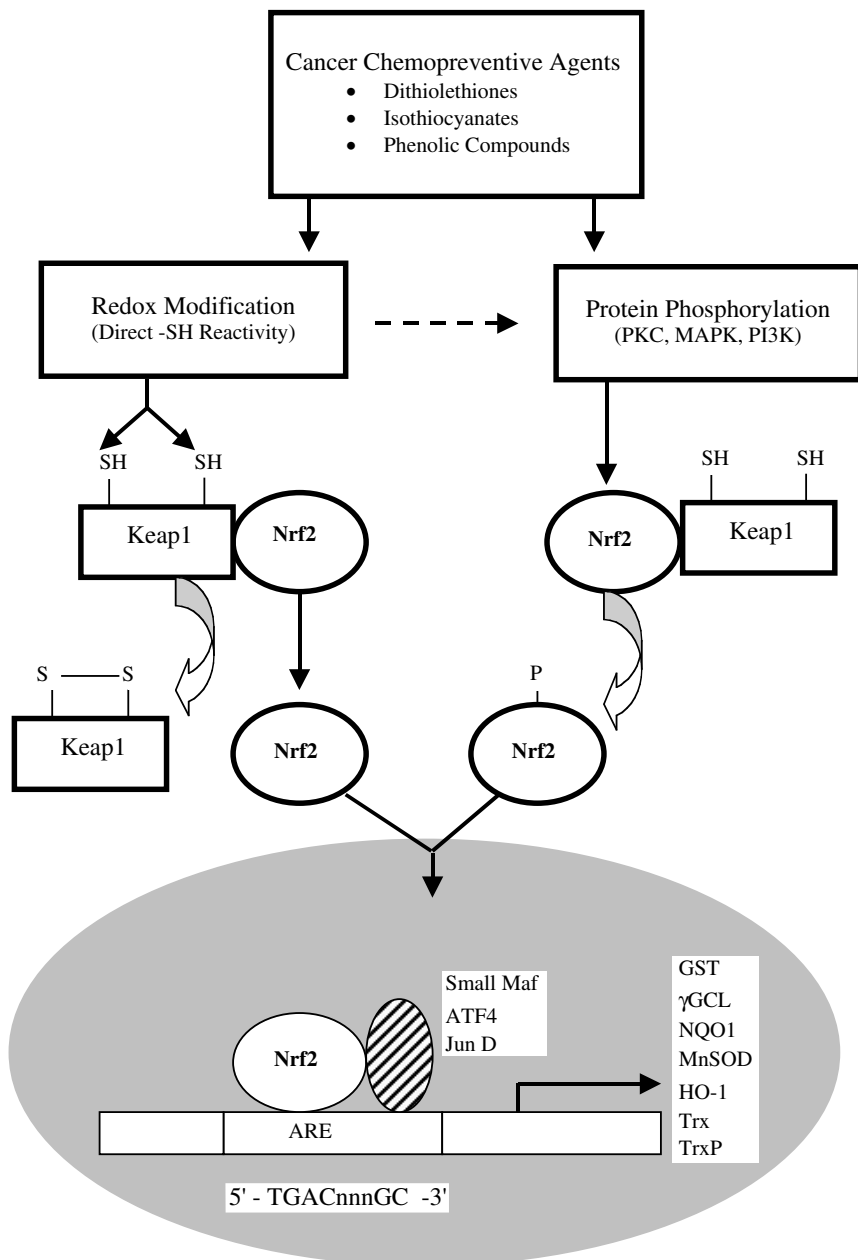 Cancer Chemopreventive Agents
• Dithiolethiones
• Isothiocyanates
• Phenolic Compounds
Redox Modification
(Direct -SH Reactivity)
Protein Phosphorylation
(PKC, MAPK, PI3K)
SH SH
Keap1
Nrf2
SH SH
Nrf2
Keap1
S S
Keap1
Nrf2
P
Nrf2
Small Maf
ATF4
Jun D
Nrf2
GST
γGCL
NQO1
MnSOD
HO-1
Trx
TrxP
ARE
5' - TGACnnnGC -3'